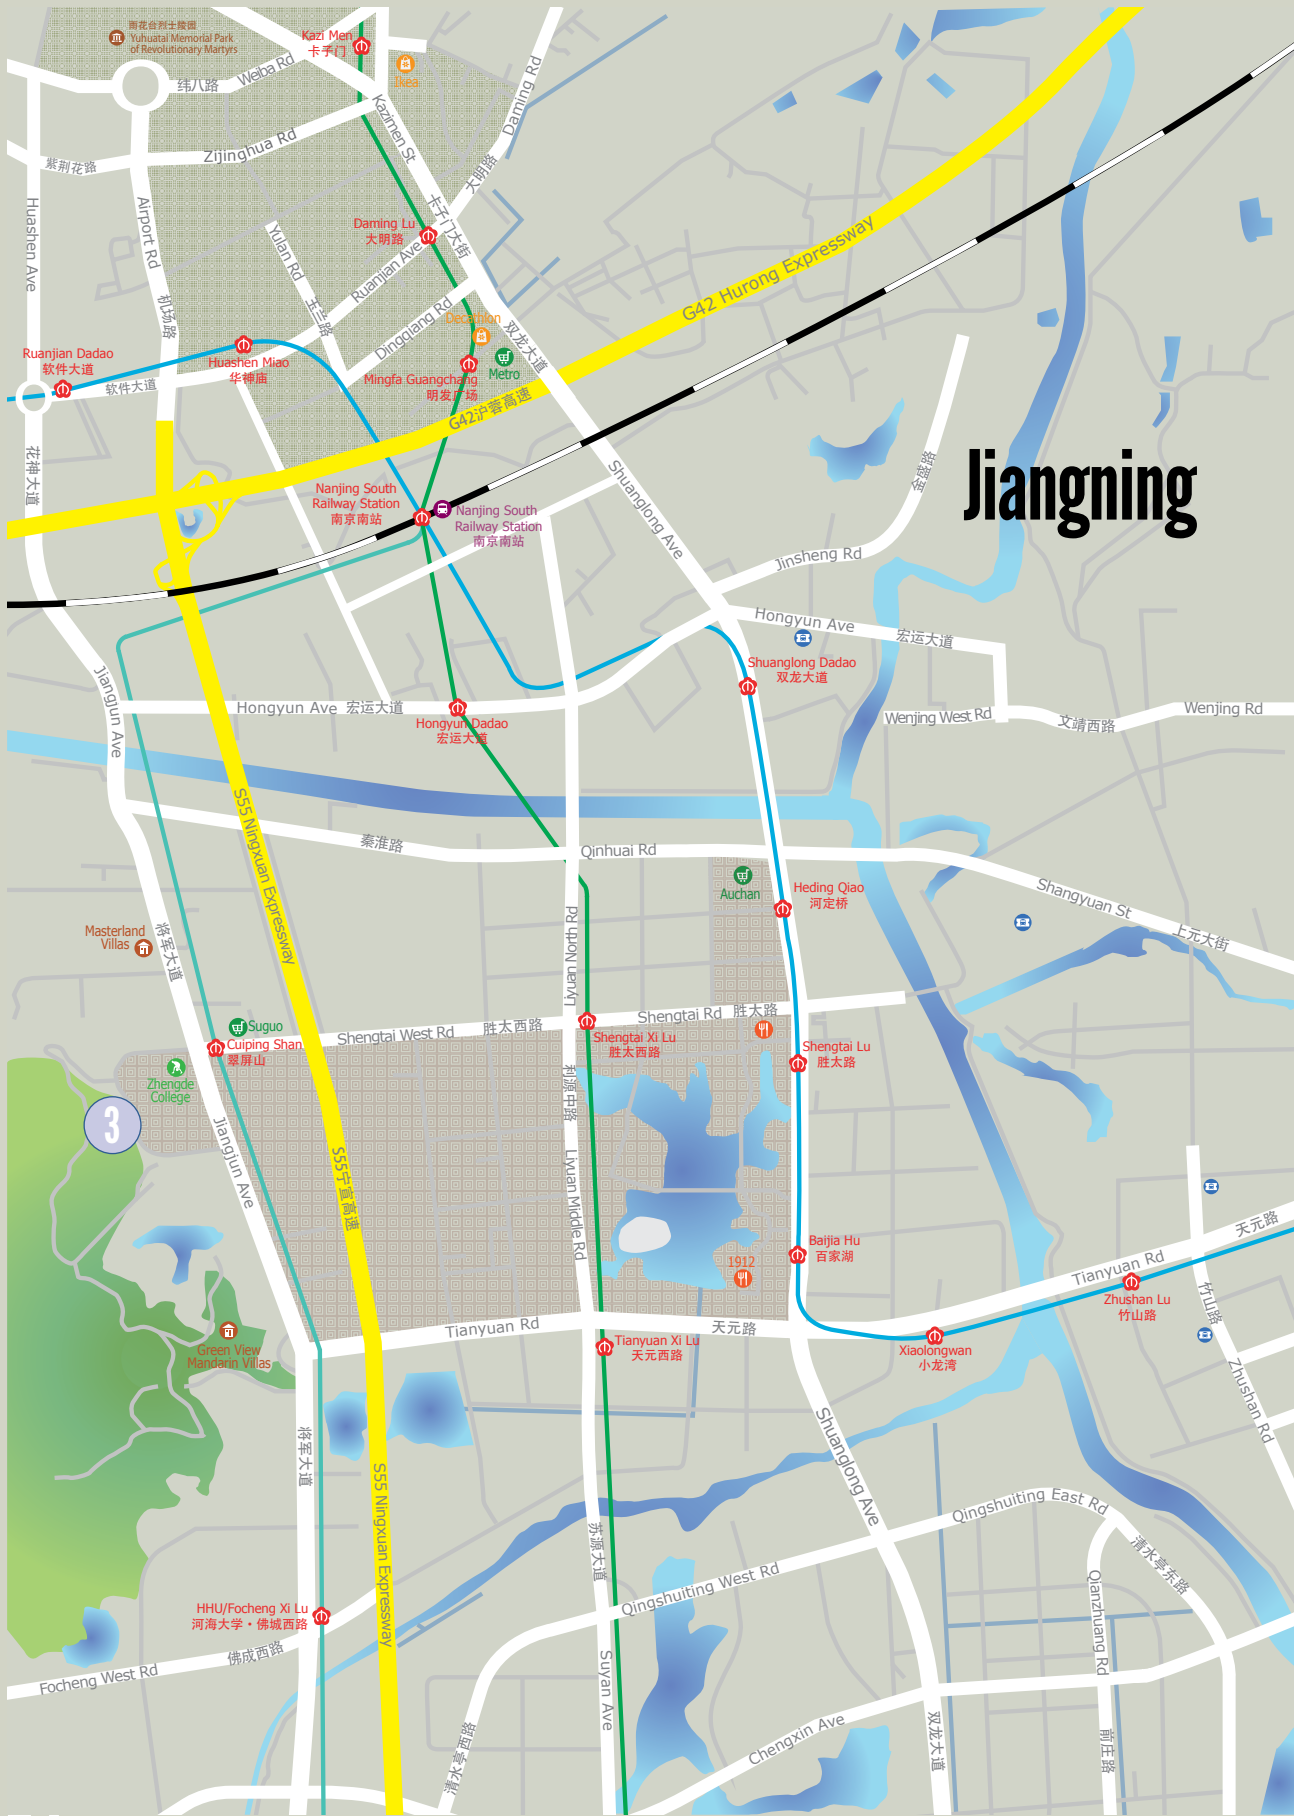 雨花台烈士陵园
Yuhuatai Memorial Park
of Revolutionary Martyrs
Kazi Men
卡子门
Ikea
纬八路
Weiba Rd
Daming Rd
大明路
Kazimen St
卡子门大街
Zijinghua Rd
紫荆花路
Huashen Ave
花神大道
Airport Rd
机场路
Yulan Rd
玉兰路
Daming Lu
大明路
Ruanjian Ave
Dingqiang Rd
Decathlon
Metro
双龙大道
G42 Hurong Expressway
Ruanjian Dadao
软件大道
软件大道
Huashen Miao
华神庙
Mingfa Guangchang
明发广场
G42沪蓉高速
Jiangning
金盛路
Nanjing South
Railway Station
南京南站
Nanjing South
Railway Station
南京南站
Shuanglong Ave
Jinsheng Rd
Hongyun Ave
宏运大道
Shuanglong Dadao
双龙大道
Jiangjun Ave
Hongyun Ave 宏运大道
Hongyun Dadao
宏运大道
Wenjing West Rd
文靖西路
Wenjing Rd
S55 Ningxuan Expressway
秦淮路
Qinhuai Rd
Auchan
Heding Qiao
河定桥
Shangyuan St
上元大街
Masterland
Villas
将军大道
Liyuan North Rd
Suguo
Cuiping Shan
翠屏山
Zhengde
College
Shengtai West Rd
胜太西路
Shengtai Rd
胜太路
Shengtai Xi Lu
胜太西路
Shengtai Lu
胜太路
3
利源中路
Jiangjun Ave
S55宁宣高速
Liyuan Middle Rd
1912
Baijia Hu
百家湖
Tianyuan Rd
天元路
Zhushan Lu
竹山路
竹山路
Zhushan Rd
Green View
Mandarin Villas
Tianyuan Rd
天元路
Tianyuan Xi Lu
天元西路
Xiaolongwan
小龙湾
将军大道
S55 Ningxuan Expressway
Shuanglong Ave
苏源大道
Qingshuiting East Rd
清水亭东路
Qingshuiting West Rd
Qianzhuang Rd
前庄路
HHU/Focheng Xi Lu
河海大学·佛城西路
佛成西路
Focheng West Rd
Suyan Ave
清水亭西路
Chengxin Ave
双龙大道